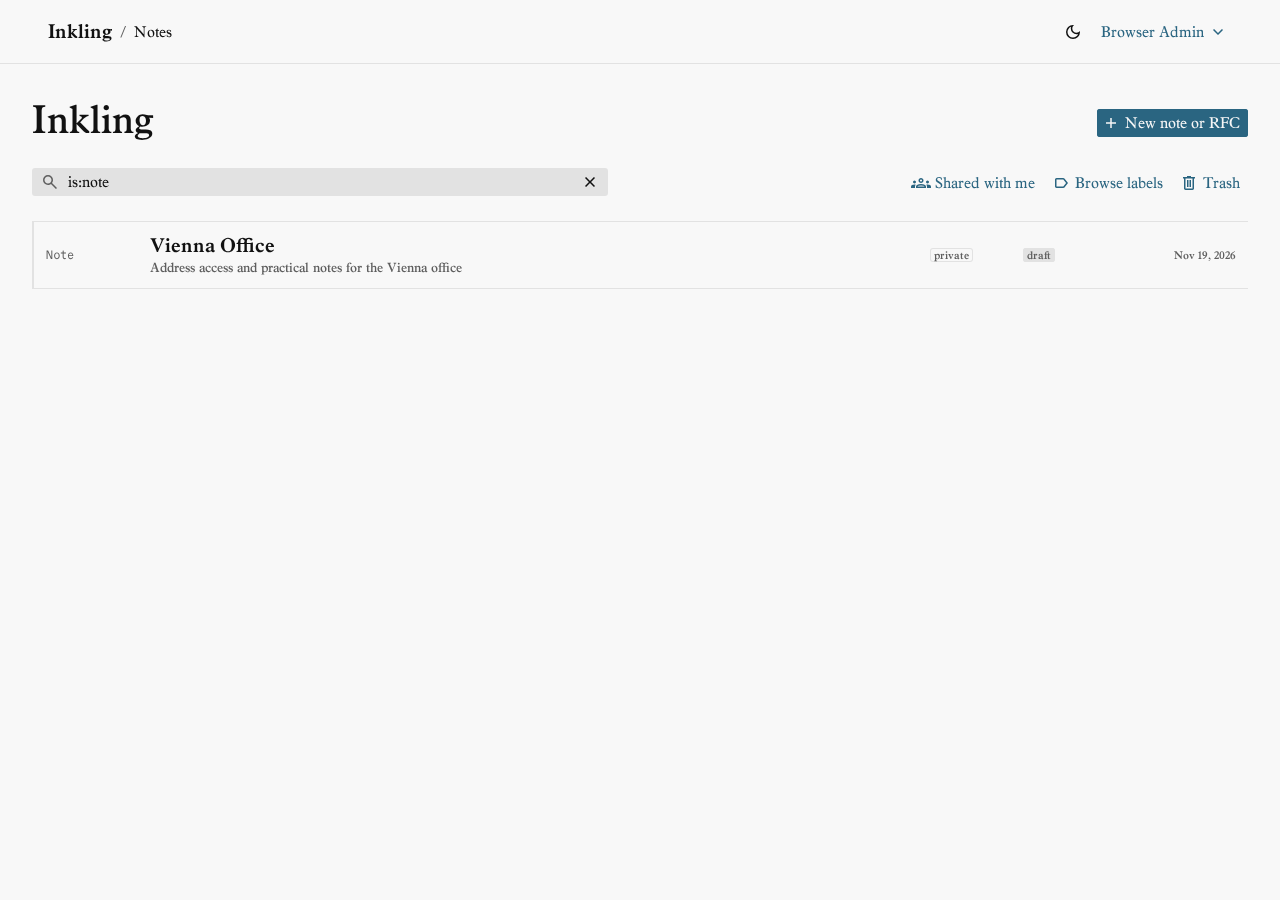 Inkling / Notes
Browser Admin
Inkling
New note or RFC
is:note
Shared with me
Browse labels
Trash
Note
Vienna Office
Address access and practical notes for the Vienna office
private
draft
Nov 19, 2026